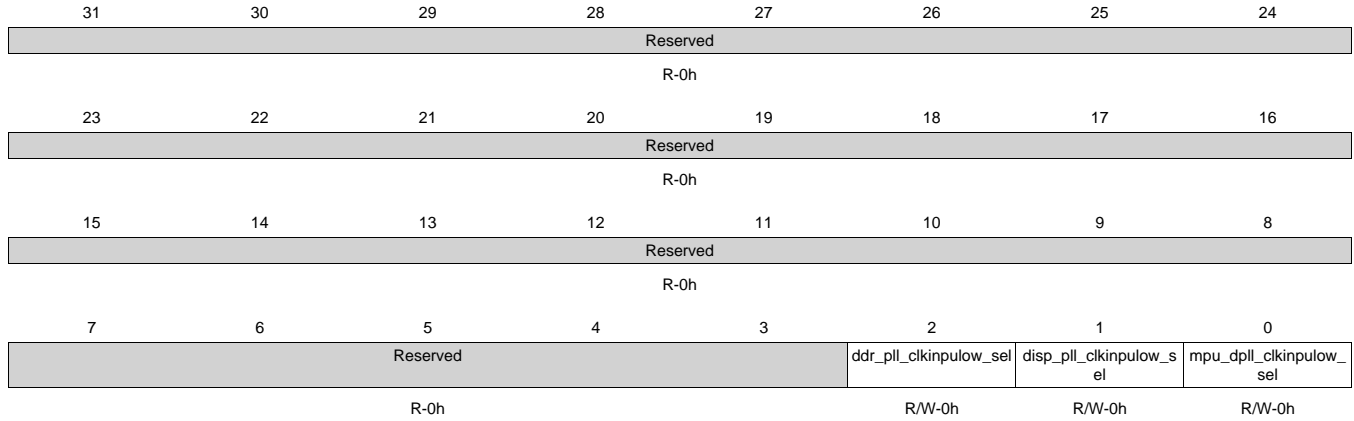 31 30 29 28 27 26 25 24
Reserved
R-0h
23 22 21 20 19 18 17 16
Reserved
R-0h
15 14 13 12 11 10 9 8
Reserved
R-0h
7 6 5 4 3 2 1 0
Reserved ddr_pll_clkinpulow_sel disp_pll_clkinpulow_s mpu_dpll_clkinpulow_
el sel
R-0h R/W-0h R/W-0h R/W-0h